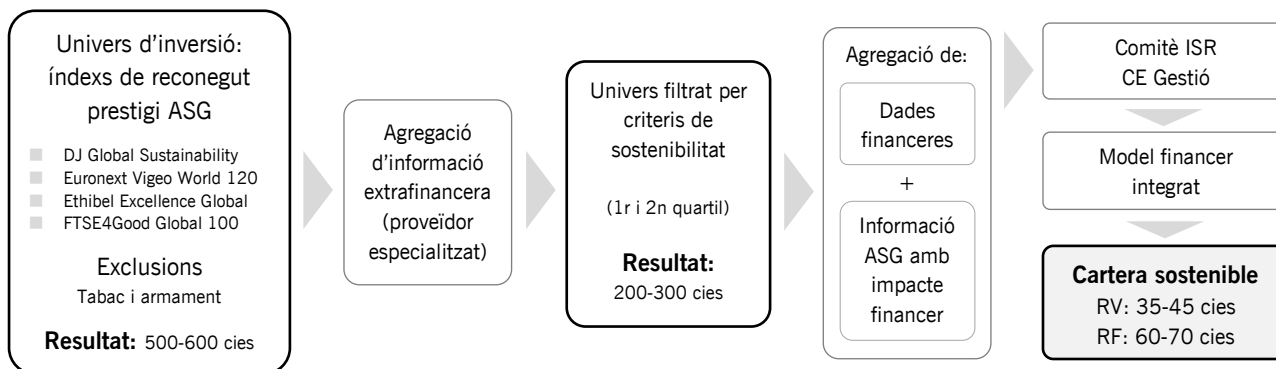 Univers d’inversió:
índexs de reconegut
prestigi ASG
DJ Global Sustainability
Euronext Vigeo World 120
Ethibel Excellence Global
FTSE4Good Global 100
Exclusions
Tabac i armament
Resultat: 500-600 cies
Agregació
d’informació
extrafinancera
(proveïdor
especialitzat)
Univers filtrat per
criteris de
sostenibilitat
(1r i 2n quartil)
Resultat:
200-300 cies
Agregació de:
Dades
financeres
+
Informació
ASG amb
impacte
financer
Comitè ISR
CE Gestió
Model financer
integrat
Cartera sostenible
RV: 35-45 cies
RF: 60-70 cies